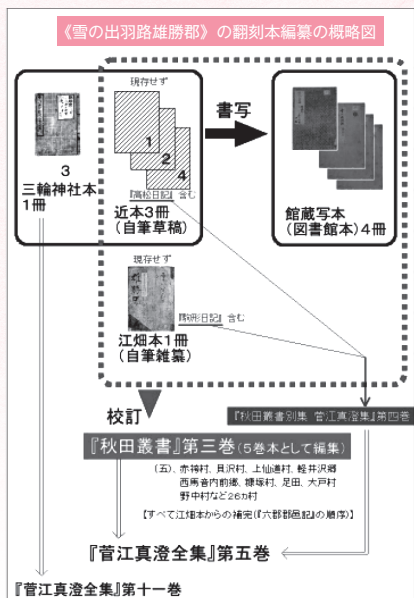 《雪の出羽路雄勝郡》の翻刻本編纂の概略図
現存せず
1
2
4
3
三輪神社本
1冊
『高松日記』含む
近本3冊
(自筆草稿)
書写
館蔵写本
(図書館本)4冊
現存せず
『駒形日記』含む
江畑本1冊
(自筆雑纂)
校訂
『秋田叢書別集 菅江真澄集』第四巻
『秋田叢書』第三巻(5巻本として編集)
(五)、赤袴村、貝沢村、上仙道村、軽井沢郷
西馬音内前郷、糠塚村、足田、大戸村
野中村など26ヵ村
【すべて江畑本からの補完(『六郡郡邑記』の順序)】
『菅江真澄全集』第五巻
『菅江真澄全集』第十一巻